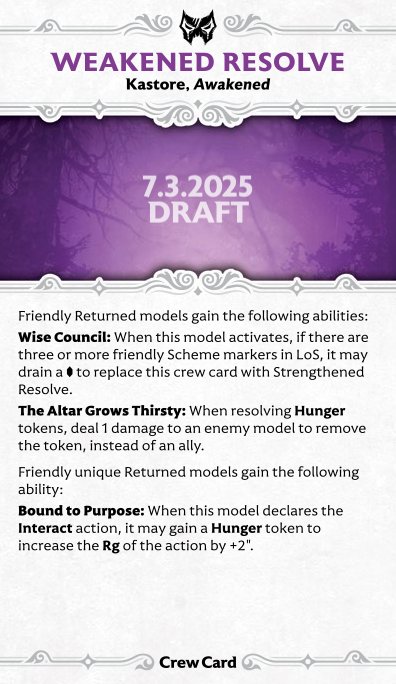 WEAKENED RESOLVE
Kastore, Awakened
7.3.2025
DRAFT
Friendly Returned models gain the following abilities:
Wise Council: When this model activates, if there are
three or more friendly Scheme markers in LoS, it may
drain a to replace this crew card with Strengthened
Resolve.
The Altar Grows Thirsty: When resolving Hunger
tokens, deal 1 damage to an enemy model to remove
the token, instead of an ally.
Friendly unique Returned models gain the following
ability:
Bound to Purpose: When this model declares the
Interact action, it may gain a Hunger token to
increase the Rg of the action by +2".
Crew Card